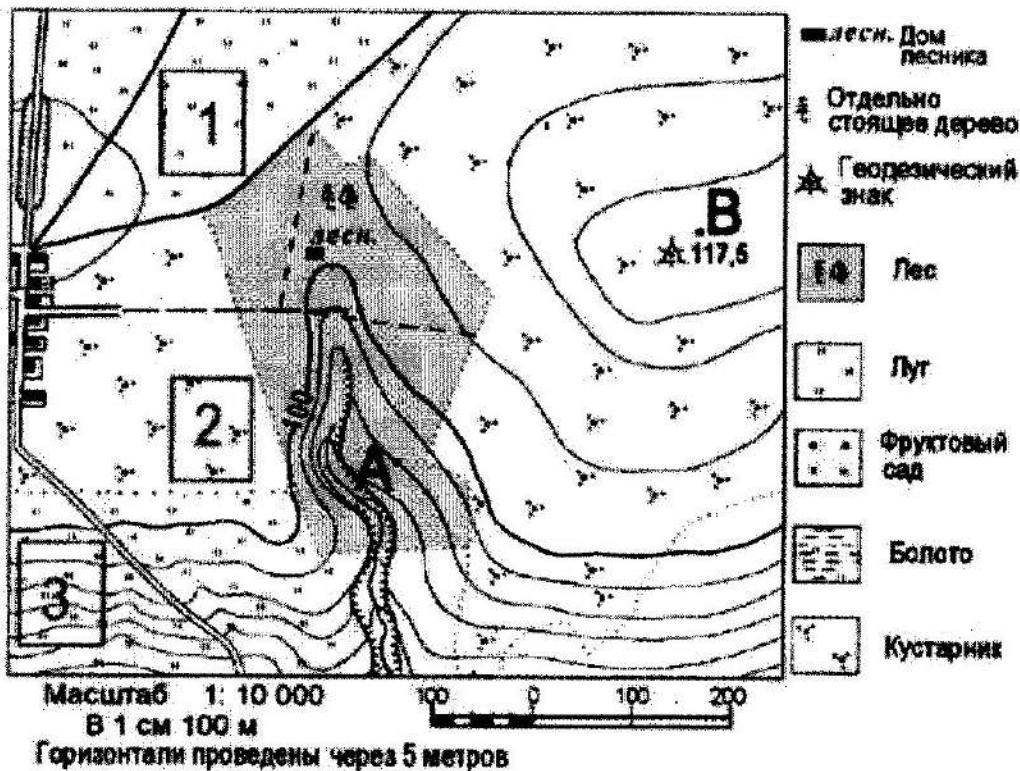 1
лесн.
В
117,5
100
2
А
3
лесн. Дом
лесника
Отдельно
стоящее дерево
Геодезический
знак
Лес
Луг
Фруктовый
сад
Болото
Кустарник
Масштаб 1: 10 000
В 1 см 100 м
Горизонтали проведены через 5 метров
100 0 100 200